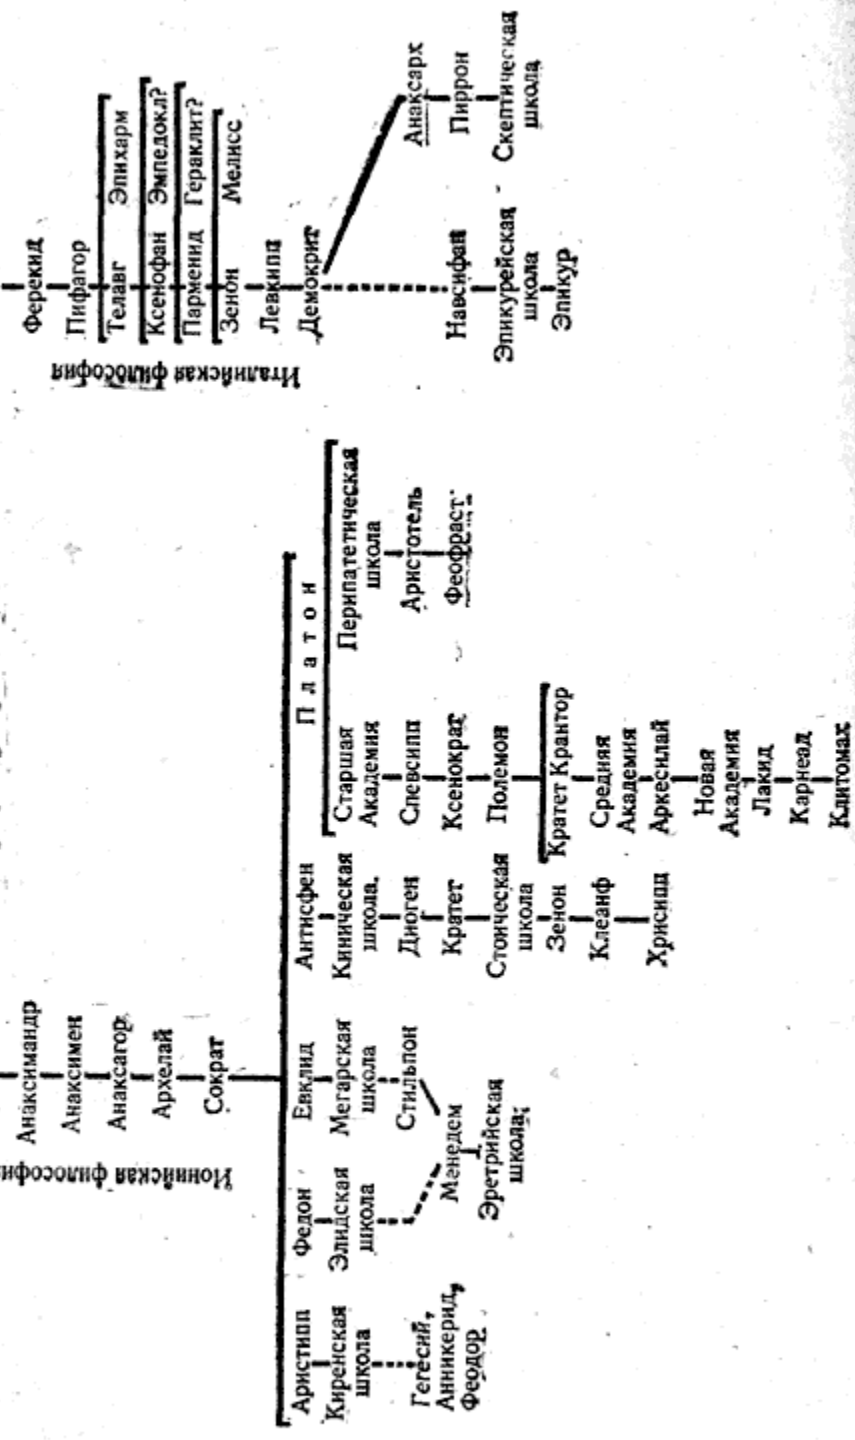 Ионийская философия
Анаксимандр
Анаксимен
Анаксагор
Архелай
Сократ
Аристипп
Киренская
школа
Гегесий,
Анникерид,
Феодор
Федон
Элидская
школа
Евклид
Мегарская
школа
Стильпон
Менедем
Эретрийская
школа
Антисфен
Киническая
школа.
Диоген
Кратет
Стоическая
школа
Зенон
Клеанф
Хрисипп
Платон
Старшая
Академия
Спевсипп
Ксенократ
Полемон
Кратет Крантор
Средняя
Академия
Аркесилай
Новая
Академия
Лакид
Карнеад
Клитомах
Перипатетическая
школа
Аристотель
Феофраст
Италийская философия
Ферекид
Пифагор
Телавг Эпихарм
Ксенофан Эмпедокл?
Парменид Гераклит?
Зенон Мелисс
Левкипп
Демокрит
Навсифан
Эпикурейская
школа
Эпикур
Анаксарх
Пиррон
Скептическая
школа